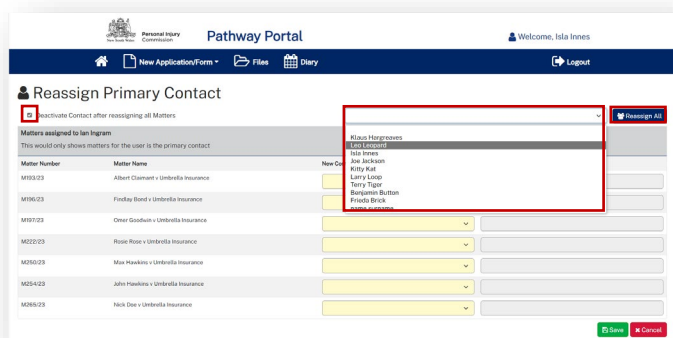 Personal Injury
Commission
Pathway Portal
Welcome, Isla Innes
New Application/Form
Files
Diary
Logout
Reassign Primary Contact
Deactivate Contact after reassigning all Matters
Reassign All
Matters assigned to Ian Ingram
This would only shows matters for the user is the primary contact
Klaus Hargreaves
Leo Leopard
Isla Innes
Joe Jackson
Kitty Kat
Larry Loop
Terry Tiger
Benjamin Button
Frieda Brick
name surname
Matter Number Matter Name New Co
M193/23 Albert Claimant v Umbrella Insurance
M196/23 Findlay Bond v Umbrella Insurance
M197/23 Omer Goodwin v Umbrella Insurance
M222/23 Rosie Rose v Umbrella Insurance
M250/23 Max Hawkins v Umbrella Insurance
M254/23 John Hawkins v Umbrella Insurance
M265/23 Nick Doe v Umbrella Insurance
Save Cancel